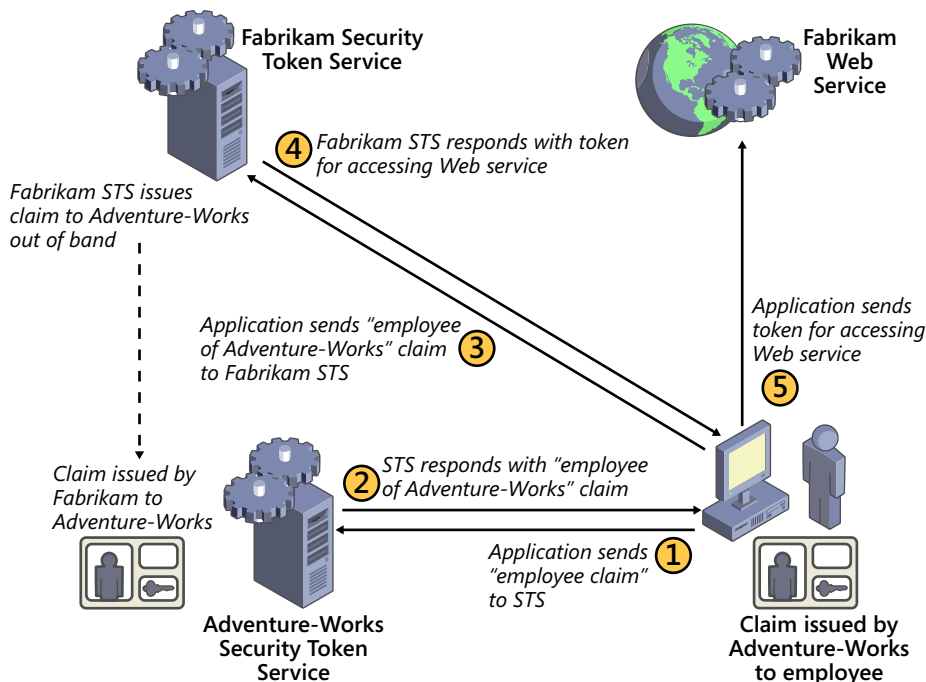 Fabrikam Security
Token Service
Fabrikam
Web
Service
4
Fabrikam STS responds with token
for accessing Web service
Fabrikam STS issues
claim to Adventure-Works
out of band
Application sends “employee
of Adventure-Works” claim
to Fabrikam STS
3
Application sends
token for accessing
Web service
5
Claim issued by
Fabrikam to
Adventure-Works
2
STS responds with “employee
of Adventure-Works” claim
1
Application sends
“employee claim”
to STS
Adventure-Works
Security Token
Service
Claim issued by
Adventure-Works
to employee